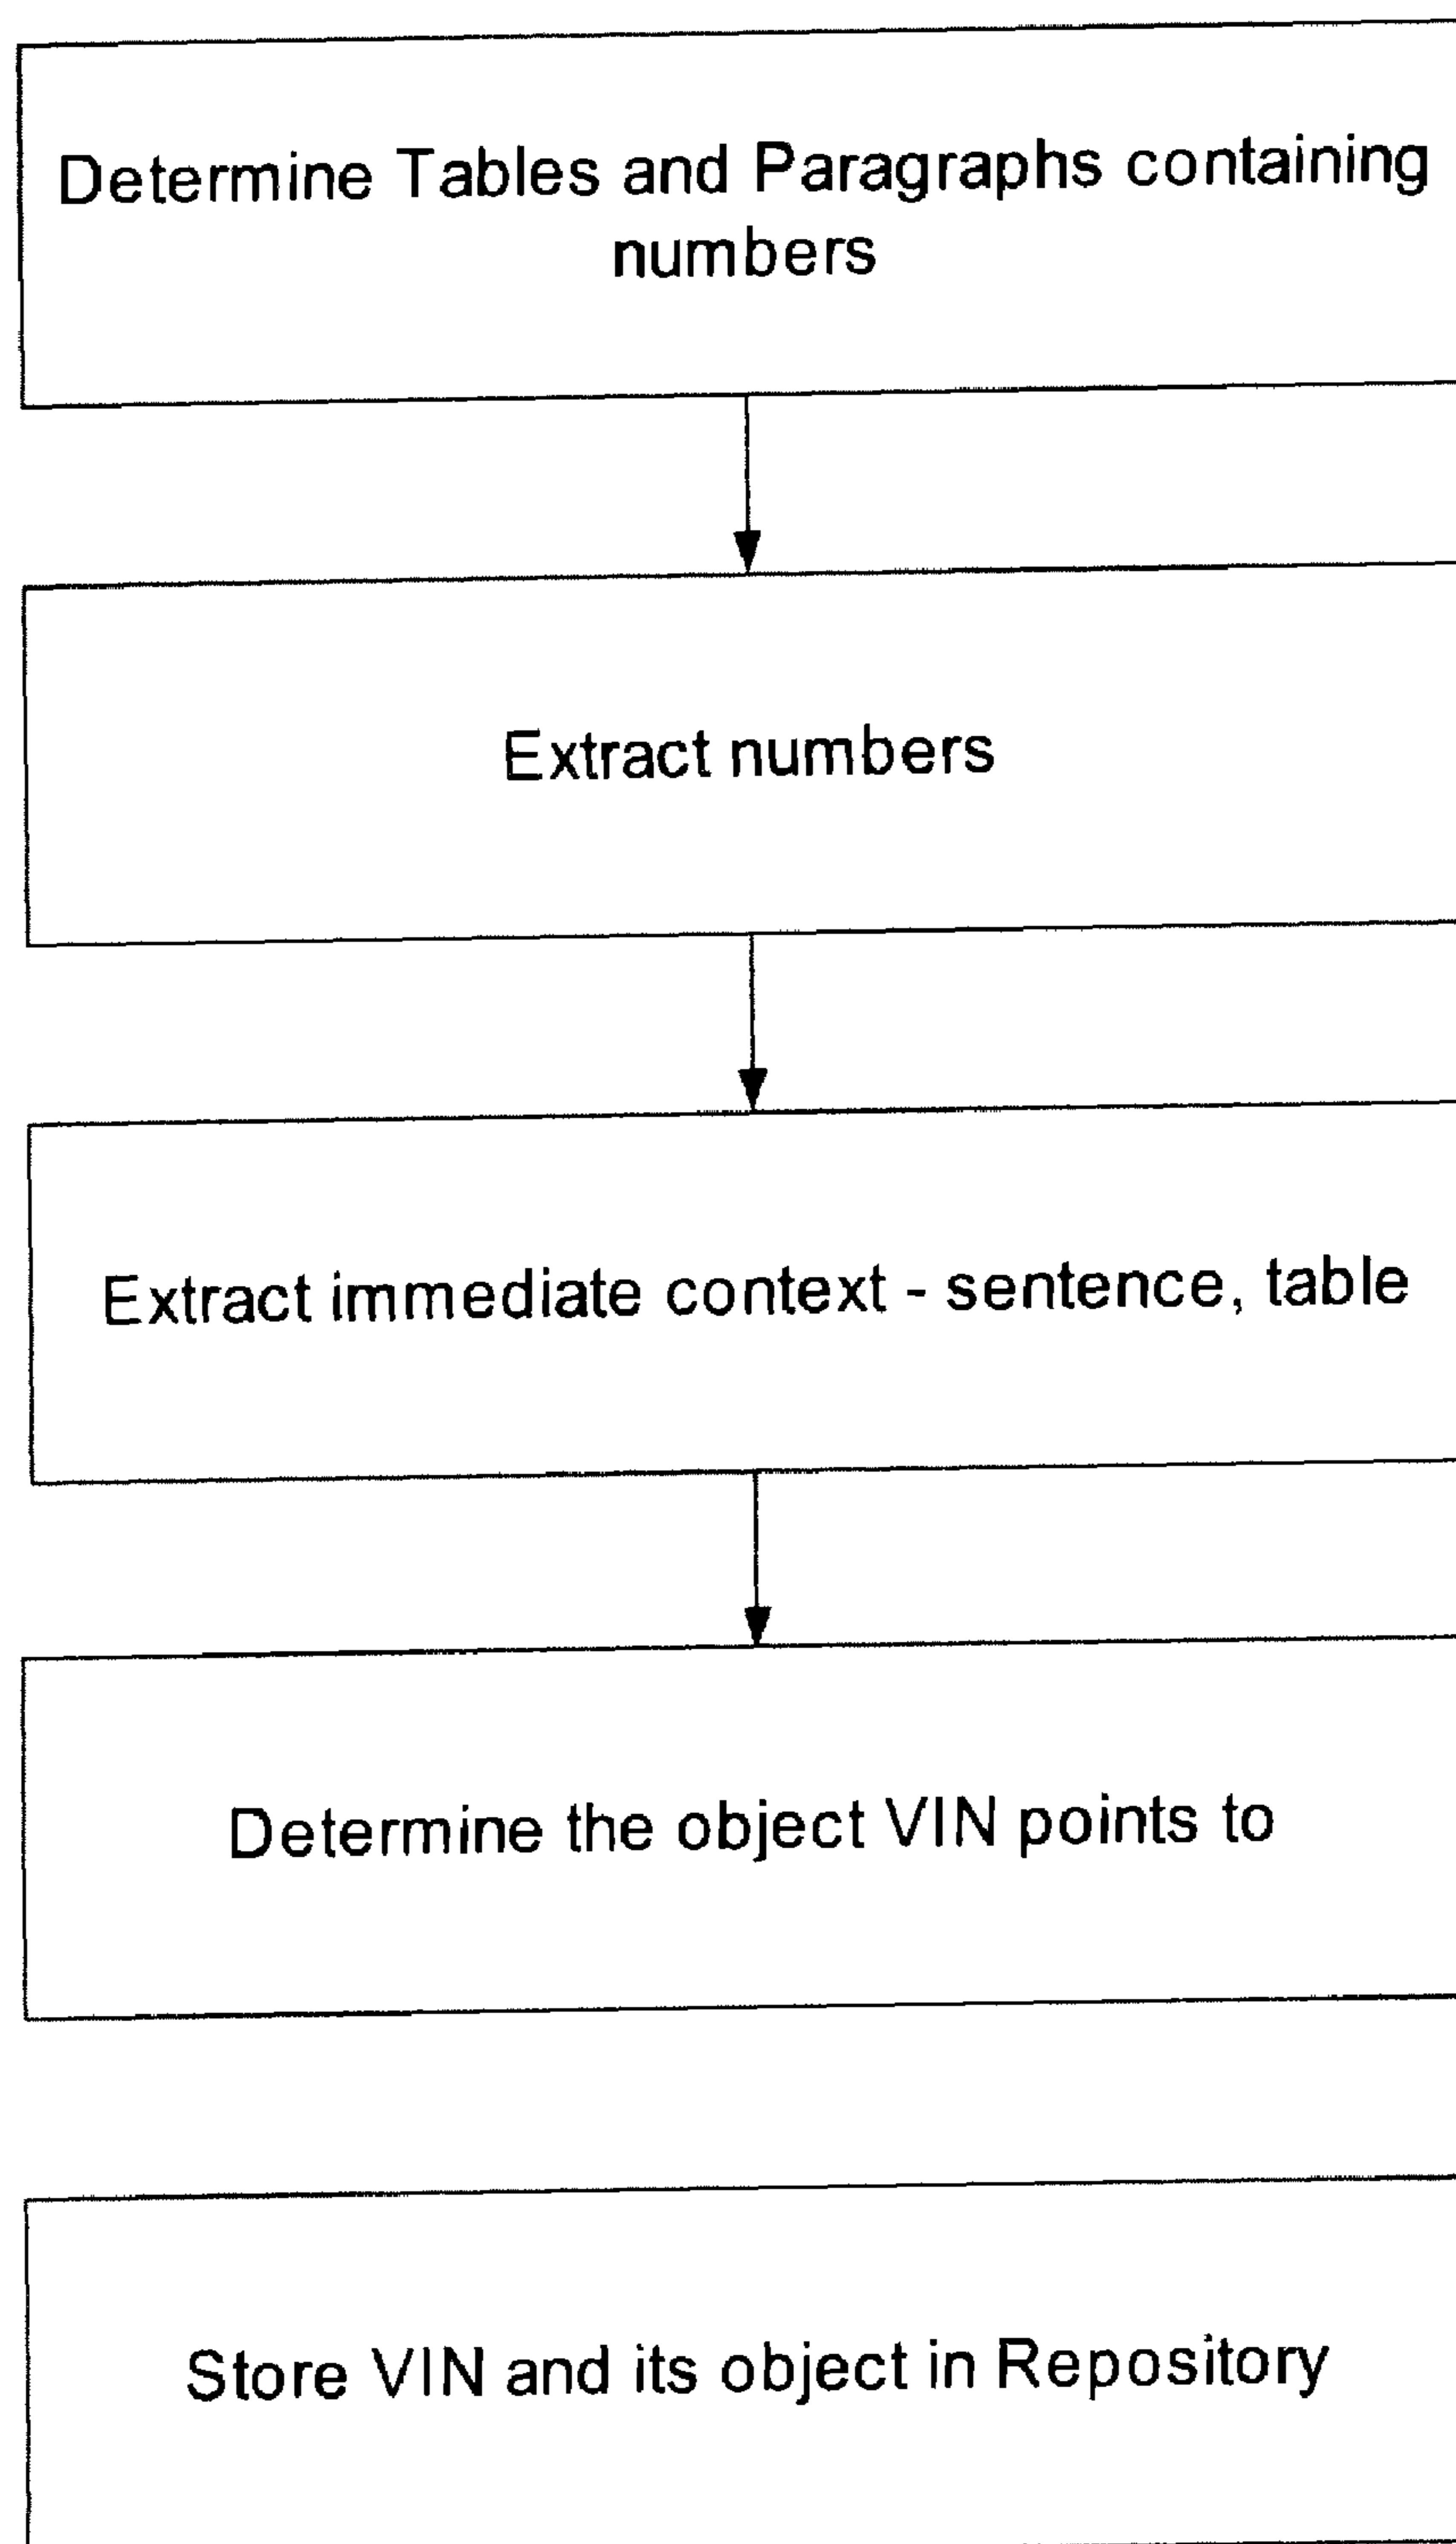 Determine Tables and Paragraphs containing
numbers
Extract numbers
Extract immediate context - sentence, table
Determine the object VIN points to
Store VIN and its object in Repository